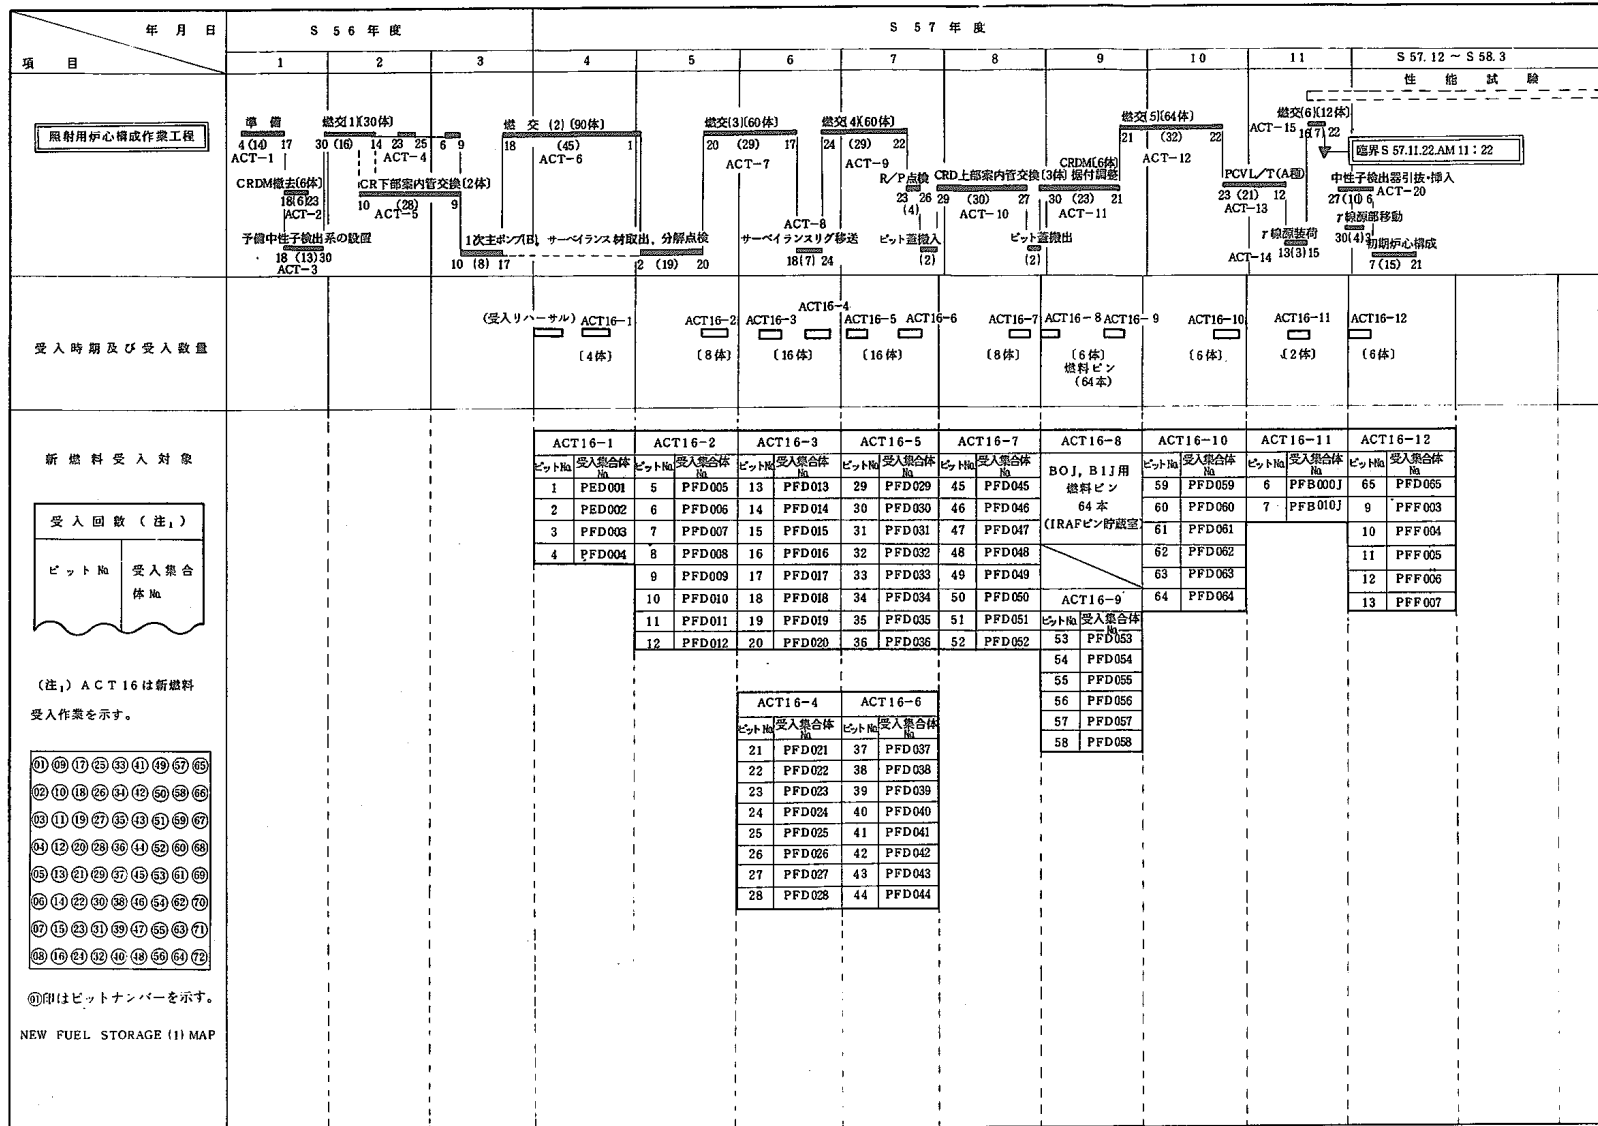 年 月 日
項 目
S 5 6 年 度
S 5 7 年 度
1 2 3 4 5 6 7 8 9 10 11 S 57. 12 ～ S 58. 3
性 能 試 験
照射用炉心構成作業工程
準 備
4 (14) 17
ACT-1
CRDM撤去(6体)
18(6)23
ACT-2
予備中性子検出系の設置
18 (13)30
ACT-3
燃交(1)(30体)
30 (16) 14 23 25 6 9
ACT-4
CR下部案内管交換(2体)
10 (28) 9
ACT-5
1次主ポンプ(B), サーベイランス材取出, 分解点検
10 (8) 17
2 (19) 20
燃 交 (2) (90体)
18 (45) 1
ACT-6
燃交(3)(60体)
20 (29) 17
ACT-7
ACT-8
サーベイランスリグ移送
18(7) 24
燃交(4)(60体)
24 (29) 22
ACT-9
R/P点検
23 26
(4)
ピット蓋搬入
(2)
CRD上部案内管交換(3体)
29 (30) 27
ACT-10
ピット蓋搬出
(2)
CRDM(6体)
据付調整
30 (23) 21
ACT-11
燃交(5)(64体)
21 (32) 22
ACT-12
PCVL/T(A種)
23 (21) 12
ACT-13
γ線源装荷
ACT-14 13(3)15
燃交(6)(12体)
ACT-15
16(7) 22
臨界S 57.11.22.AM 11：22
中性子検出器引抜・挿入
ACT-20
27(10) 6
γ線源部移動
30(4)3
初期炉心構成
7 (15) 21
受入時期及び受入数量
(受入リハーサル) ACT16-1
(4体)
ACT16-2
(8体)
ACT16-3
ACT16-4
(16体)
ACT16-5 ACT16-6
(16体)
ACT16-7
(8体)
ACT16-8 ACT16-9
(6体)
燃料ピン
(64本)
ACT16-10
(6体)
ACT16-11
(2体)
ACT16-12
(6体)
新燃料受入対象
受入回数(注₁)
ピットNo. 受入集合体No.
(注₁) ACT16は新燃料
受入作業を示す。
ACT16-1
ピットNo. 受入集合体No.
1 PED001
2 PED002
3 PFD003
4 PFD004
ACT16-2
ピットNo. 受入集合体No.
5 PFD005
6 PFD006
7 PFD007
8 PFD008
9 PFD009
10 PFD010
11 PFD011
12 PFD012
ACT16-3
ピットNo. 受入集合体No.
13 PFD013
14 PFD014
15 PFD015
16 PFD016
17 PFD017
18 PFD018
19 PFD019
20 PFD020
ACT16-5
ピットNo. 受入集合体No.
29 PFD029
30 PFD030
31 PFD031
32 PFD032
33 PFD033
34 PFD034
35 PFD035
36 PFD036
ACT16-7
ピットNo. 受入集合体No.
45 PFD045
46 PFD046
47 PFD047
48 PFD048
49 PFD049
50 PFD050
51 PFD051
52 PFD052
ACT16-8
BOJ, B1J用
燃料ピン
64本
(IRAFピン貯蔵室)
ACT16-9
ピットNo. 受入集合体No.
53 PFD053
54 PFD054
55 PFD055
56 PFD056
57 PFD057
58 PFD058
ACT16-10
ピットNo. 受入集合体No.
59 PFD059
60 PFD060
61 PFD061
62 PFD062
63 PFD063
64 PFD064
ACT16-11
ピットNo. 受入集合体No.
6 PFB000J
7 PFB010J
ACT16-12
ピットNo. 受入集合体No.
65 PFD065
9 PFF003
10 PFF004
11 PFF005
12 PFF006
13 PFF007
ACT16-4
ピットNo. 受入集合体No.
21 PFD021
22 PFD022
23 PFD023
24 PFD024
25 PFD025
26 PFD026
27 PFD027
28 PFD028
ACT16-6
ピットNo. 受入集合体No.
37 PFD037
38 PFD038
39 PFD039
40 PFD040
41 PFD041
42 PFD042
43 PFD043
44 PFD044
01 09 17 25 33 41 49 57 65
02 10 18 26 34 42 50 58 66
03 11 19 27 35 43 51 59 67
04 12 20 28 36 44 52 60 68
05 13 21 29 37 45 53 61 69
06 14 22 30 38 46 54 62 70
07 15 23 31 39 47 55 63 71
08 16 24 32 40 48 56 64 72
01印はピットナンバーを示す。
NEW FUEL STORAGE (1) MAP